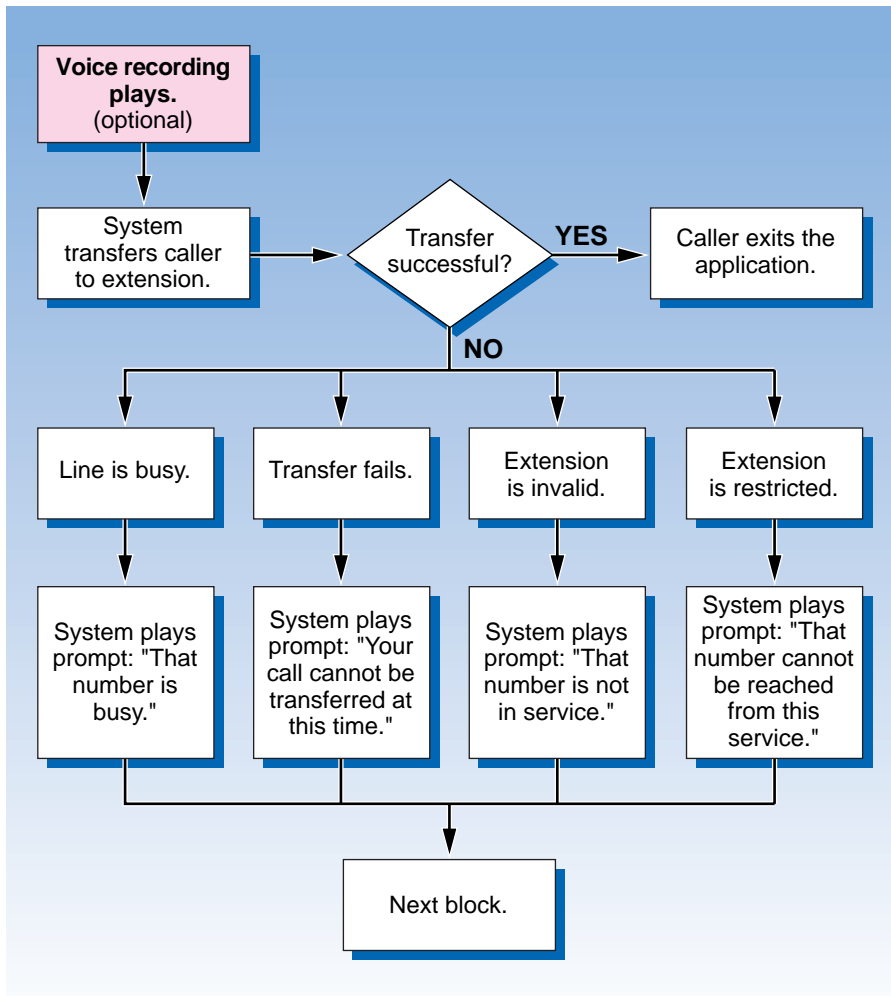 Voice recording
plays.
(optional)
System
transfers caller
to extension.
Transfer
successful?
YES
Caller exits the
application.
NO
Line is busy.
Transfer fails.
Extension
is invalid.
Extension
is restricted.
System plays
prompt: "That
number is
busy."
System plays
prompt: "Your
call cannot be
transferred at
this time."
System plays
prompt: "That
number is not
in service."
System plays
prompt: "That
number cannot
be reached
from this
service."
Next block.